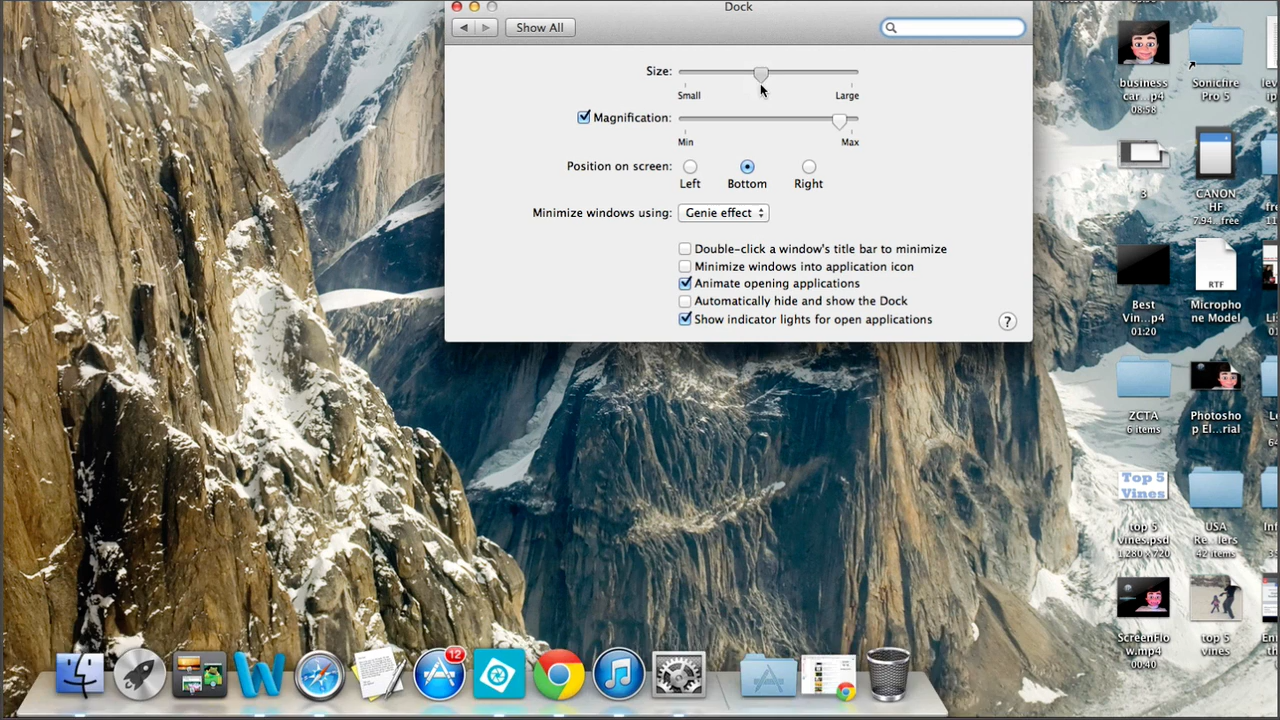 Dock
Show All
Size:
Small
Large
Magnification:
Min
Max
Position on screen:
Left
Bottom
Right
Minimize windows using:
Genie effect
Double-click a window's title bar to minimize
Minimize windows into application icon
Animate opening applications
Automatically hide and show the Dock
Show indicator lights for open applications
?
business
car...p4
08:58
Sonicfire
Pro 5
3
CANON
HF
7.94...free
Best
Vin...p4
01:20
RTF
Micropho
ne Model
ZCTA
6 items
Photosho
p El...rial
Top 5
Vines
top 5
vines.psd
1,280 x 720
USA
Re...lers
42 items
ScreenFlo
w.mp4
00:40
top 5
vines
12